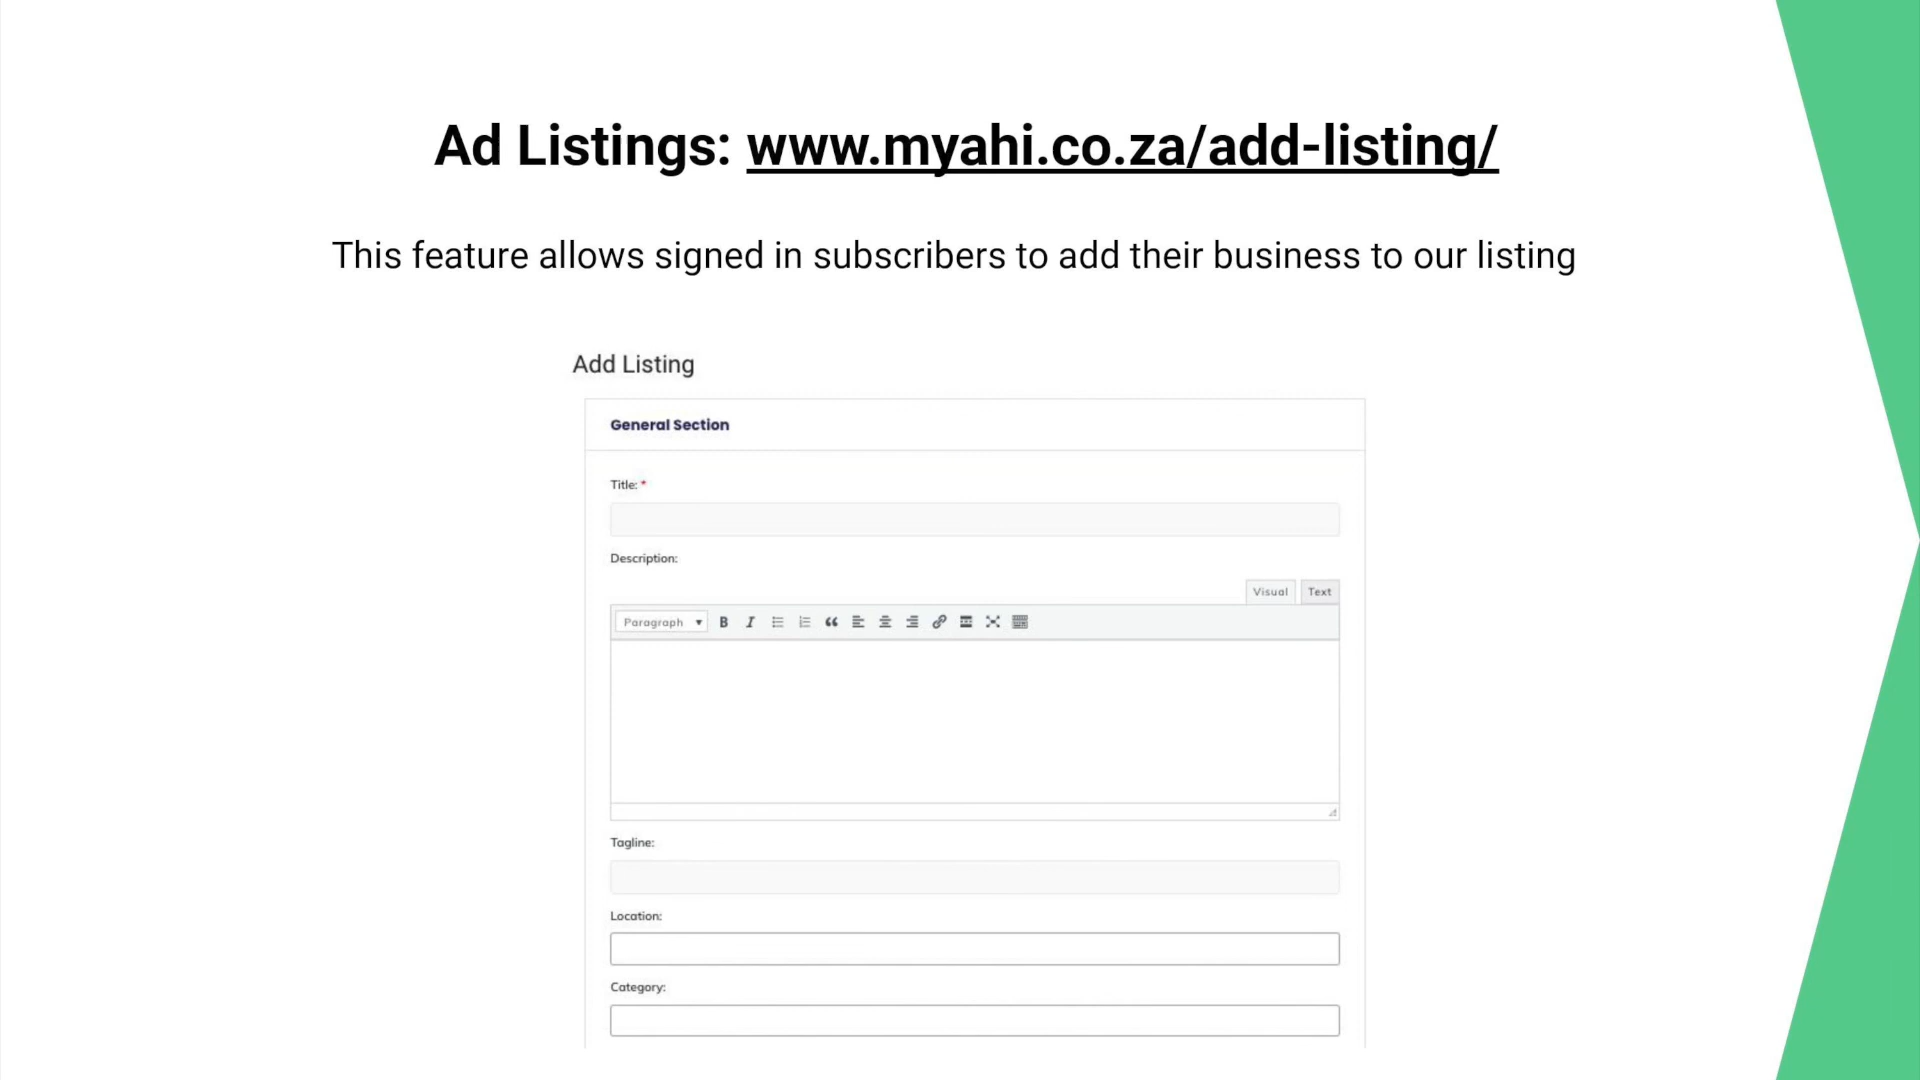 Ad Listings: www.myahi.co.za/add-listing/
This feature allows signed in subscribers to add their business to our listing
Add Listing
General Section
Title: *
Description:
Visual Text
Paragraph
Tagline:
Location:
Category: